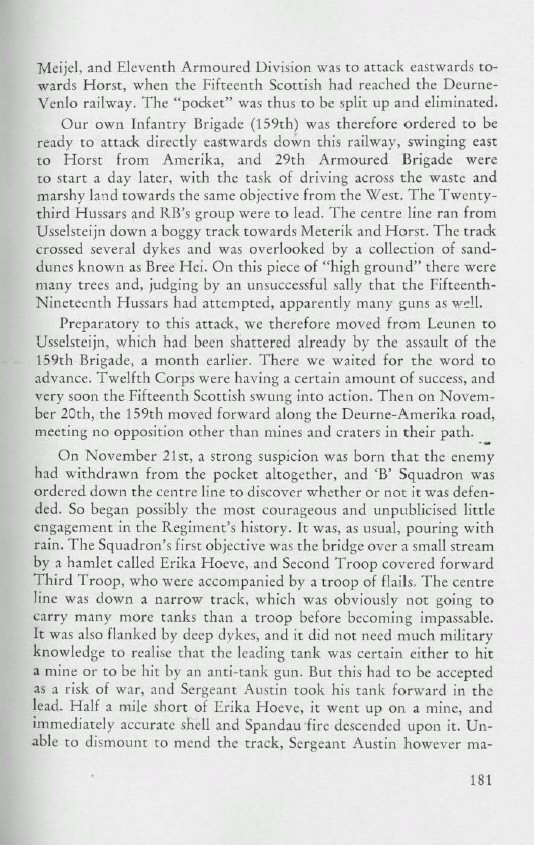 Meijel, and Eleventh Armoured Division was to attack eastwards to-
wards Horst, when the Fifteenth Scottish had reached the Deurne-
Venlo railway. The “pocket” was thus to be split up and eliminated.
Our own Infantry Brigade (159th) was therefore ordered to be
ready to attack directly eastwards down this railway, swinging east
to Horst from Amerika, and 29th Armoured Brigade were
to start a day later, with the task of driving across the waste and
marshy land towards the same objective from the West. The Twenty-
third Hussars and RB’s group were to lead. The centre line ran from
Usselsteijn down a boggy track towards Meterik and Horst. The track
crossed several dykes and was overlooked by a collection of sand-
dunes known as Bree Hei. On this piece of “high ground” there were
many trees and, judging by an unsuccessful sally that the Fifteenth-
Nineteenth Hussars had attempted, apparently many guns as well.
Preparatory to this attack, we therefore moved from Leunen to
Usselsteijn, which had been shattered already by the assault of the
159th Brigade, a month earlier. There we waited for the word to
advance. Twelfth Corps were having a certain amount of success, and
very soon the Fifteenth Scottish swung into action. Then on Novem-
ber 20th, the 159th moved forward along the Deurne-Amerika road,
meeting no opposition other than mines and craters in their path.
On November 21st, a strong suspicion was born that the enemy
had withdrawn from the pocket altogether, and ‘B’ Squadron was
ordered down the centre line to discover whether or not it was defen-
ded. So began possibly the most courageous and unpublicised little
engagement in the Regiment’s history. It was, as usual, pouring with
rain. The Squadron’s first objective was the bridge over a small stream
by a hamlet called Erika Hoeve, and Second Troop covered forward
Third Troop, who were accompanied by a troop of flails. The centre
line was down a narrow track, which was obviously not going to
carry many more tanks than a troop before becoming impassable.
It was also flanked by deep dykes, and it did not need much military
knowledge to realise that the leading tank was certain either to hit
a mine or to be hit by an anti-tank gun. But this had to be accepted
as a risk of war, and Sergeant Austin took his tank forward in the
lead. Half a mile short of Erika Hoeve, it went up on a mine, and
immediately accurate shell and Spandau fire descended upon it. Un-
able to dismount to mend the track, Sergeant Austin however ma-
181